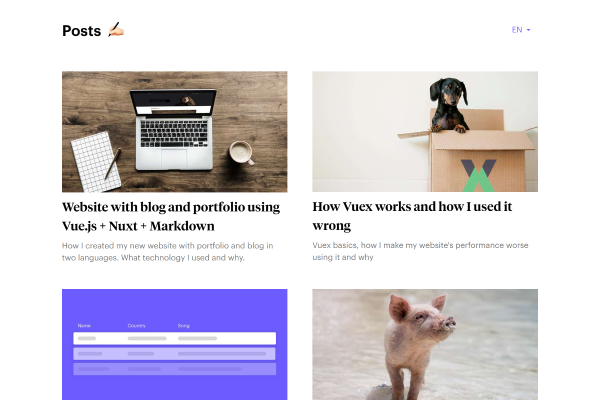 Posts ✍🏻
EN
Website with blog and portfolio using
Vue.js + Nuxt + Markdown
How I created my new website with portfolio and blog in
two languages. What technology I used and why.
How Vuex works and how I used it
wrong
Vuex basics, how I make my website's performance worse
using it and why
Name Country Song